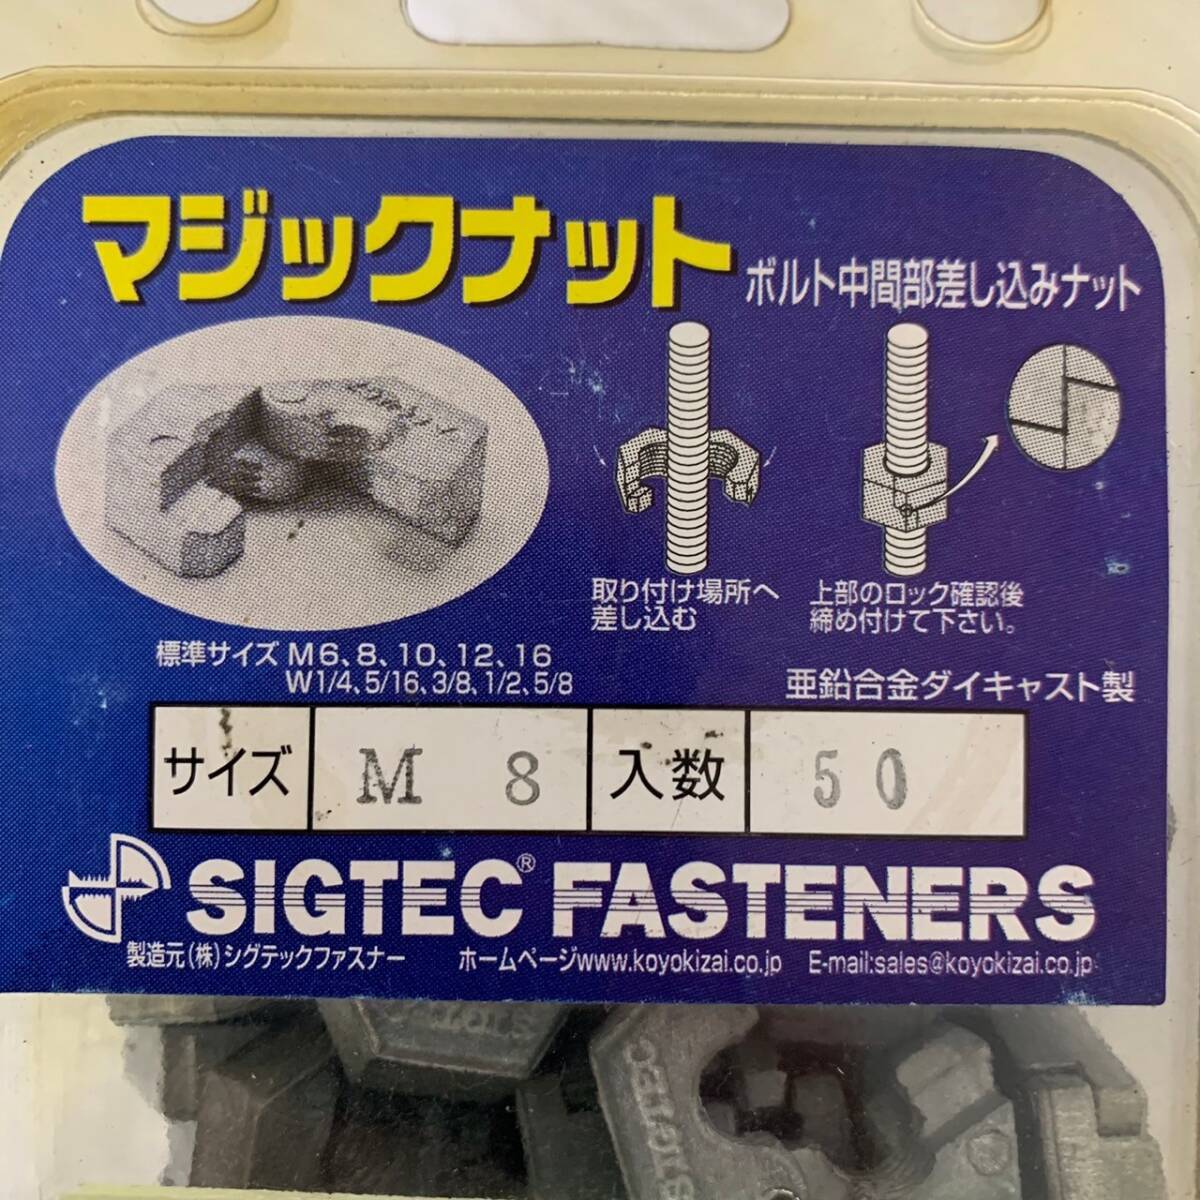 マジックナット
ボルト中間部差し込みナット
取り付け場所へ
差し込む
上部のロック確認後
締め付けて下さい。
標準サイズ M6、8、10、12、16
W1/4、5/16、3/8、1/2、5/8
亜鉛合金ダイキャスト製
サイズ M 8 入数 50
SIGTEC® FASTENERS
製造元(株)シグテックファスナー ホームページwww.koyokizai.co.jp E-mail:sales@koyokizai.co.jp
SIGTEC